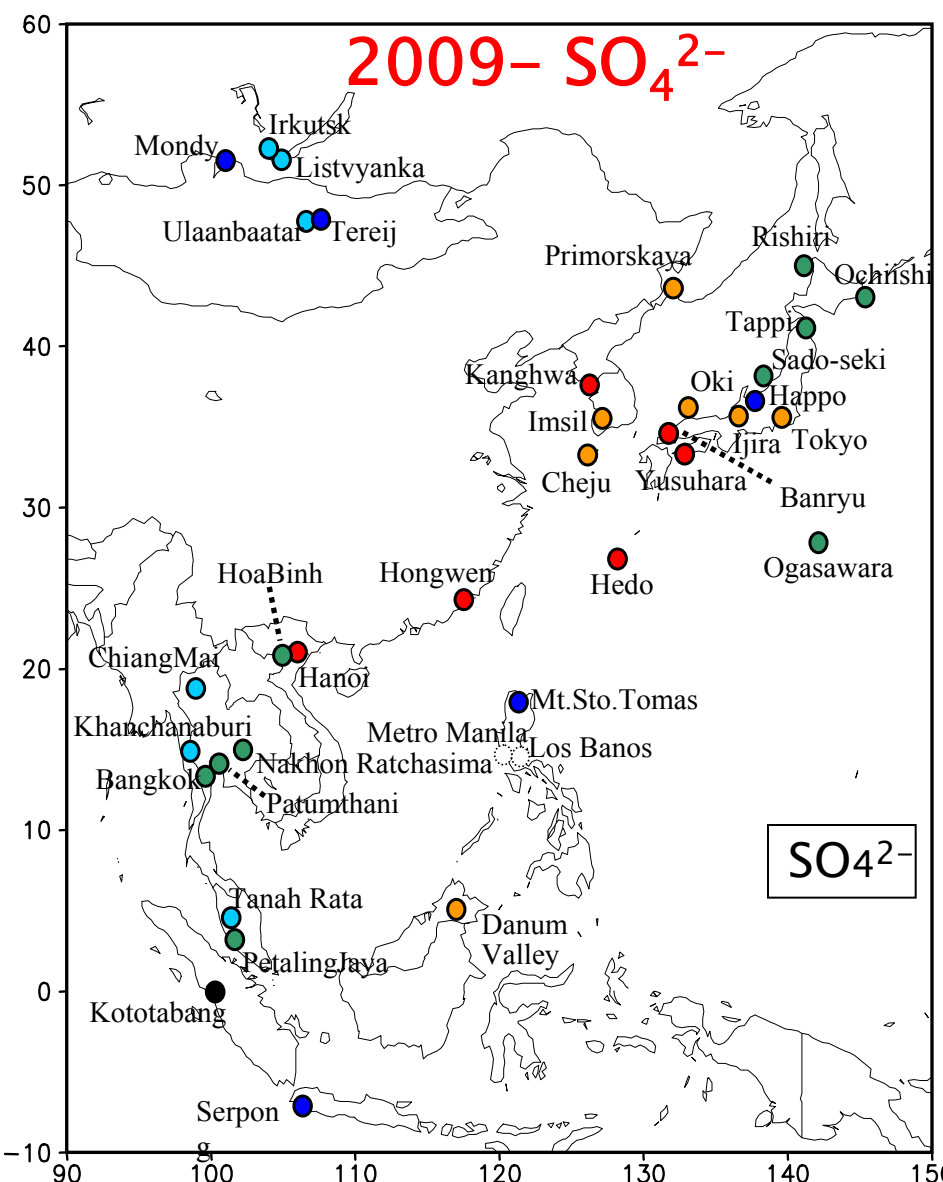 60
2009– SO₄²⁻
Irkutsk
Mondy
Listvyanka
50
Ulaanbaatar
Tereij
Rishiri
Primorskaya
Ochiishi
Tappi
40
Sado-seki
Kanghwa
Oki
Happo
Imsil
Ijira
Tokyo
Cheju
Yusuhara
Banryu
30
HoaBinh
Hongwen
Hedo
Ogasawara
ChiangMai
20
Hanoi
Mt.Sto.Tomas
Khanchanaburi
Metro Manila
Los Banos
Nakhon Ratchasima
Bangkok
Patumthani
10
SO4²⁻
Tanah Rata
Danum
Valley
PetalingJaya
0
Kototabang
Serpon
g
−10
90
100
110
120
130
140
150